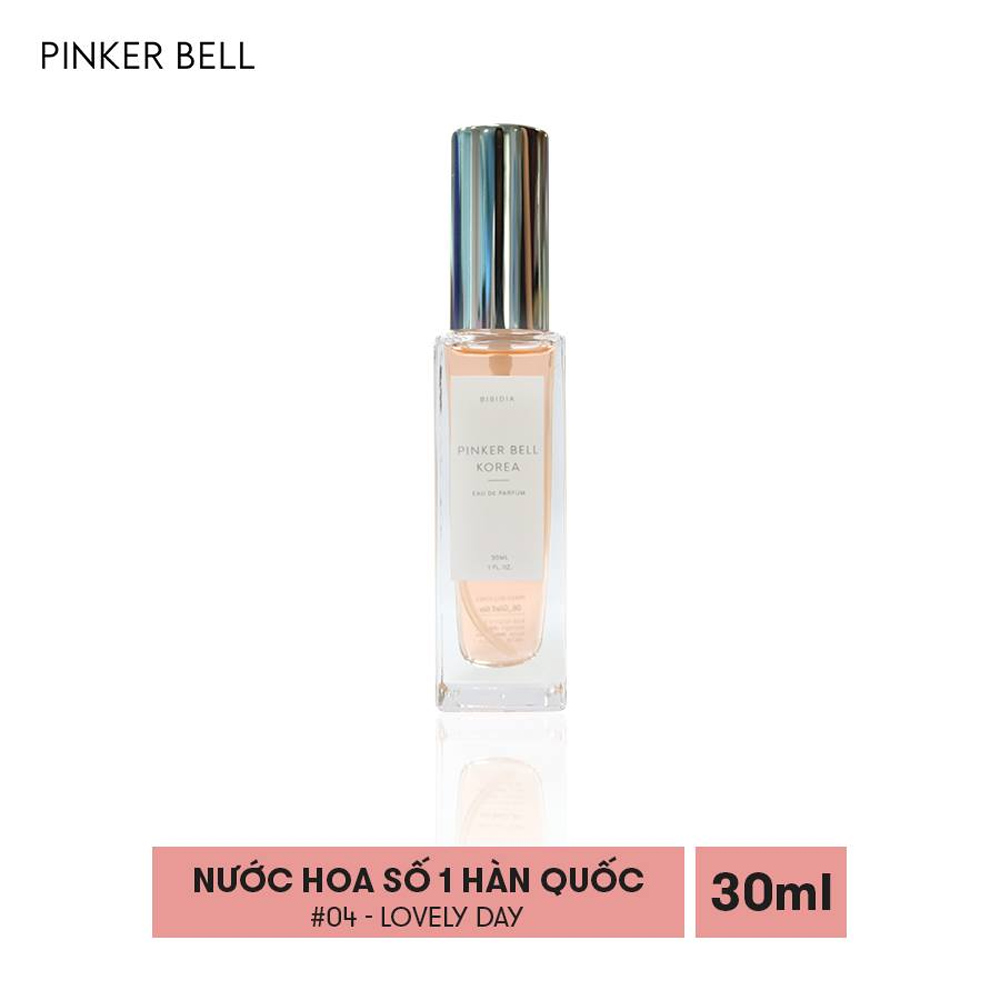 PINKER BELL
BIBIDIA
PINKER BELL
KOREA
EAU DE PARFUM
30ML
1 FL. OZ.
NƯỚC HOA SỐ 1 HÀN QUỐC
#04 - LOVELY DAY
30ml